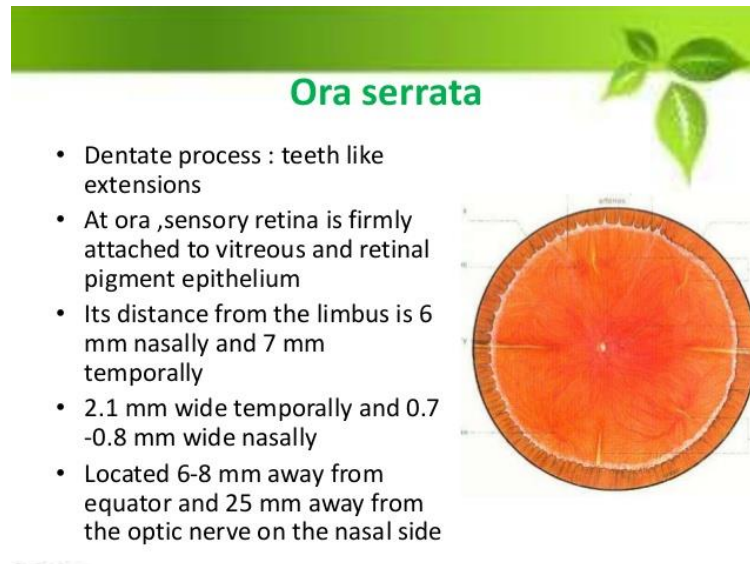 Ora serrata
• Dentate process : teeth like
extensions
• At ora ,sensory retina is firmly
attached to vitreous and retinal
pigment epithelium
• Its distance from the limbus is 6
mm nasally and 7 mm
temporally
• 2.1 mm wide temporally and 0.7
-0.8 mm wide nasally
• Located 6-8 mm away from
equator and 25 mm away from
the optic nerve on the nasal side